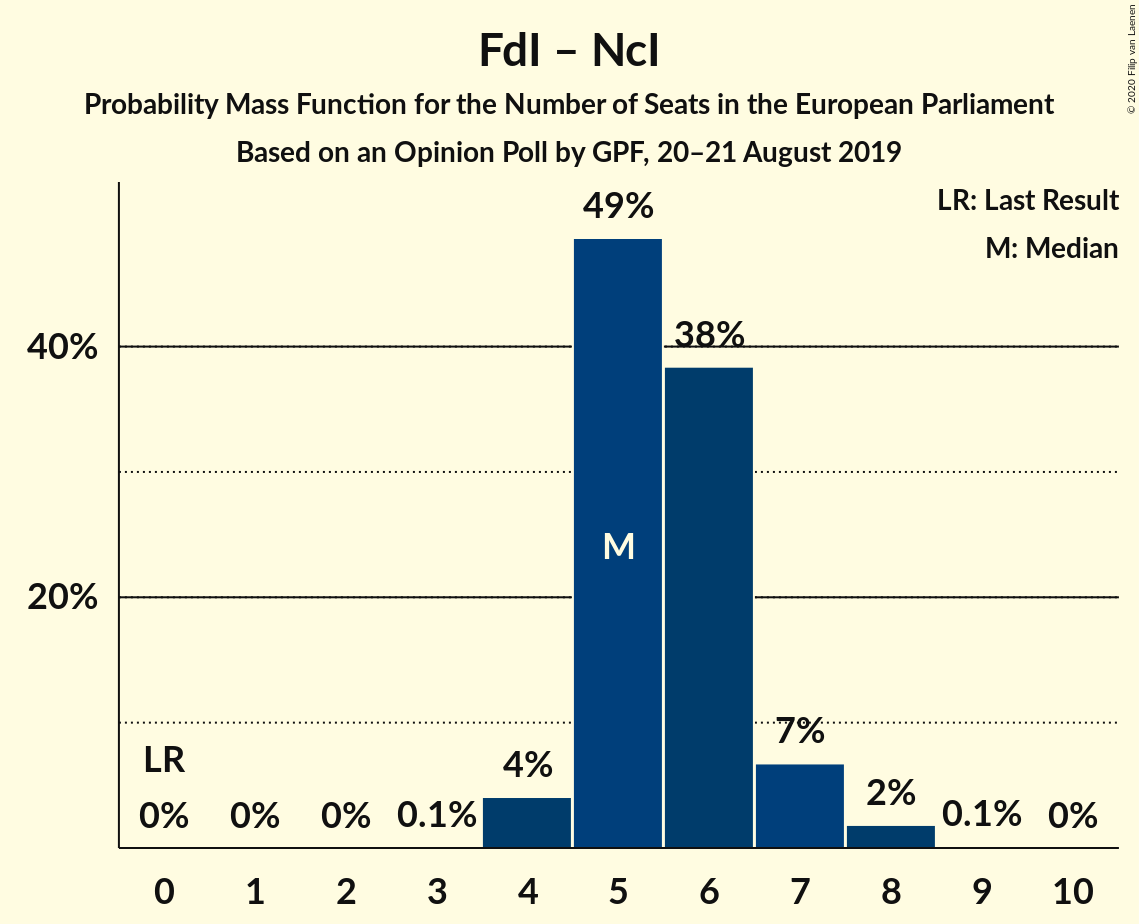 FdI – NcI
Probability Mass Function for the Number of Seats in the European Parliament
Based on an Opinion Poll by GPF, 20–21 August 2019
© 2020 Filip van Laenen
LR: Last Result
M: Median
49%
38%
40%
M
20%
7%
LR
4%
2%
0% 0% 0% 0.1% 0.1% 0%
0 1 2 3 4 5 6 7 8 9 10